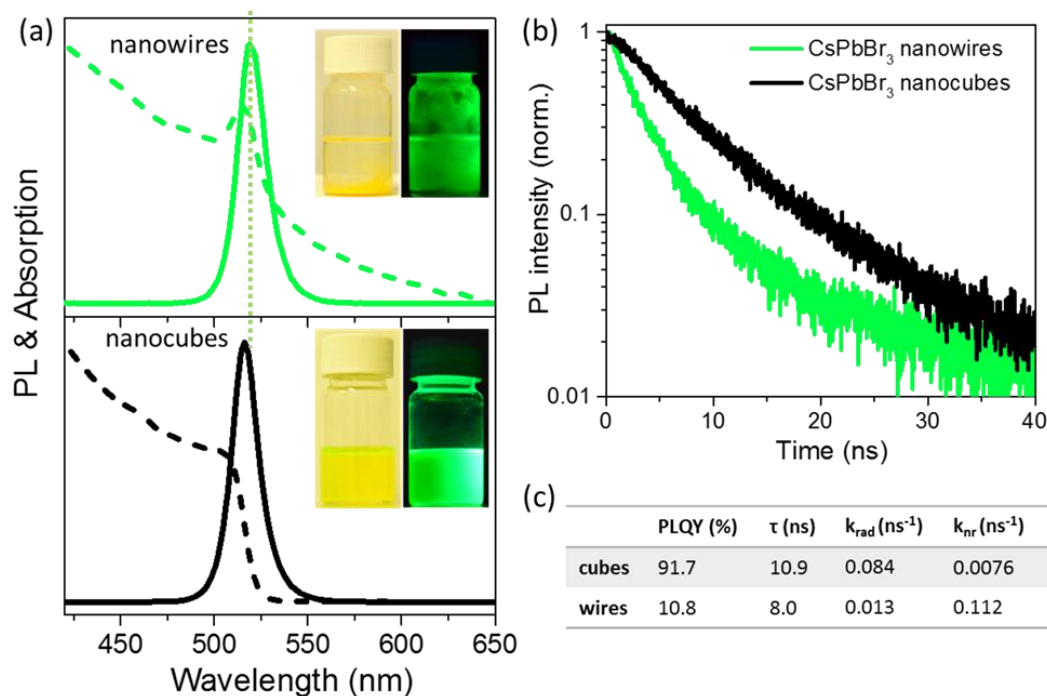 (a)
nanowires
nanocubes
PL & Absorption
450 500 550 600 650
Wavelength (nm)
(b)
CsPbBr₃ nanowires
CsPbBr₃ nanocubes
PL intensity (norm.)
1
0.1
0.01
0 10 20 30 40
Time (ns)
(c)
PLQY (%) τ (ns) k_rad (ns⁻¹) k_nr (ns⁻¹)
cubes 91.7 10.9 0.084 0.0076
wires 10.8 8.0 0.013 0.112